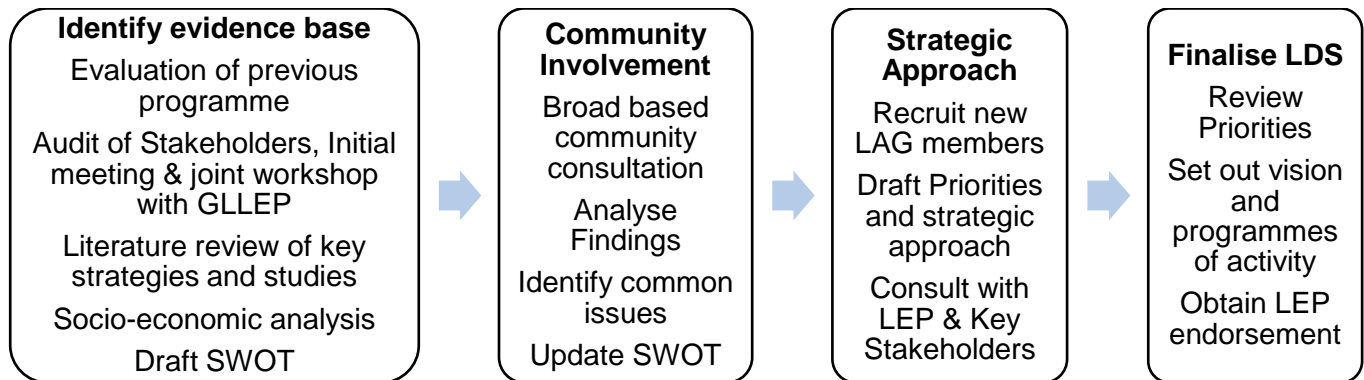 Identify evidence base
Evaluation of previous
programme
Audit of Stakeholders, Initial
meeting & joint workshop
with GLLEP
Literature review of key
strategies and studies
Socio-economic analysis
Draft SWOT
Community
Involvement
Broad based
community
consultation
Analyse
Findings
Identify common
issues
Update SWOT
Strategic
Approach
Recruit new
LAG members
Draft Priorities
and strategic
approach
Consult with
LEP & Key
Stakeholders
Finalise LDS
Review
Priorities
Set out vision
and
programmes
of activity
Obtain LEP
endorsement